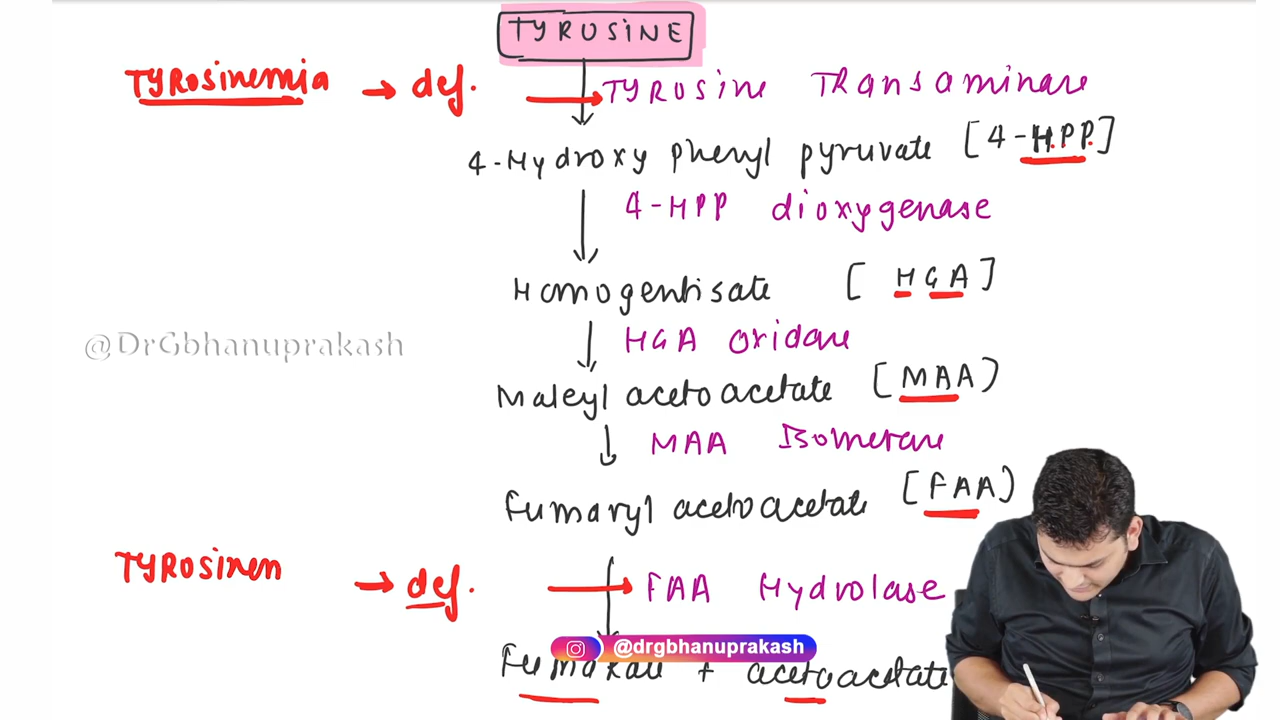 TYROSINE
TYROSinEMiA → def. → TYROSine Transaminase
4-Hydroxy phenyl pyruvate [4-HPP]
4-HPP dioxygenase
Homogentisate [HGA]
HGA oxidase
@DrGbhanuprakash
Maleyl acetoacetate [MAA)
MAA Isomerase
Fumaryl acetoacetate [FAA)
TYROSinEm → def. → FAA Hydrolase
@drgbhanuprakash
Fumarate + acetoacetate